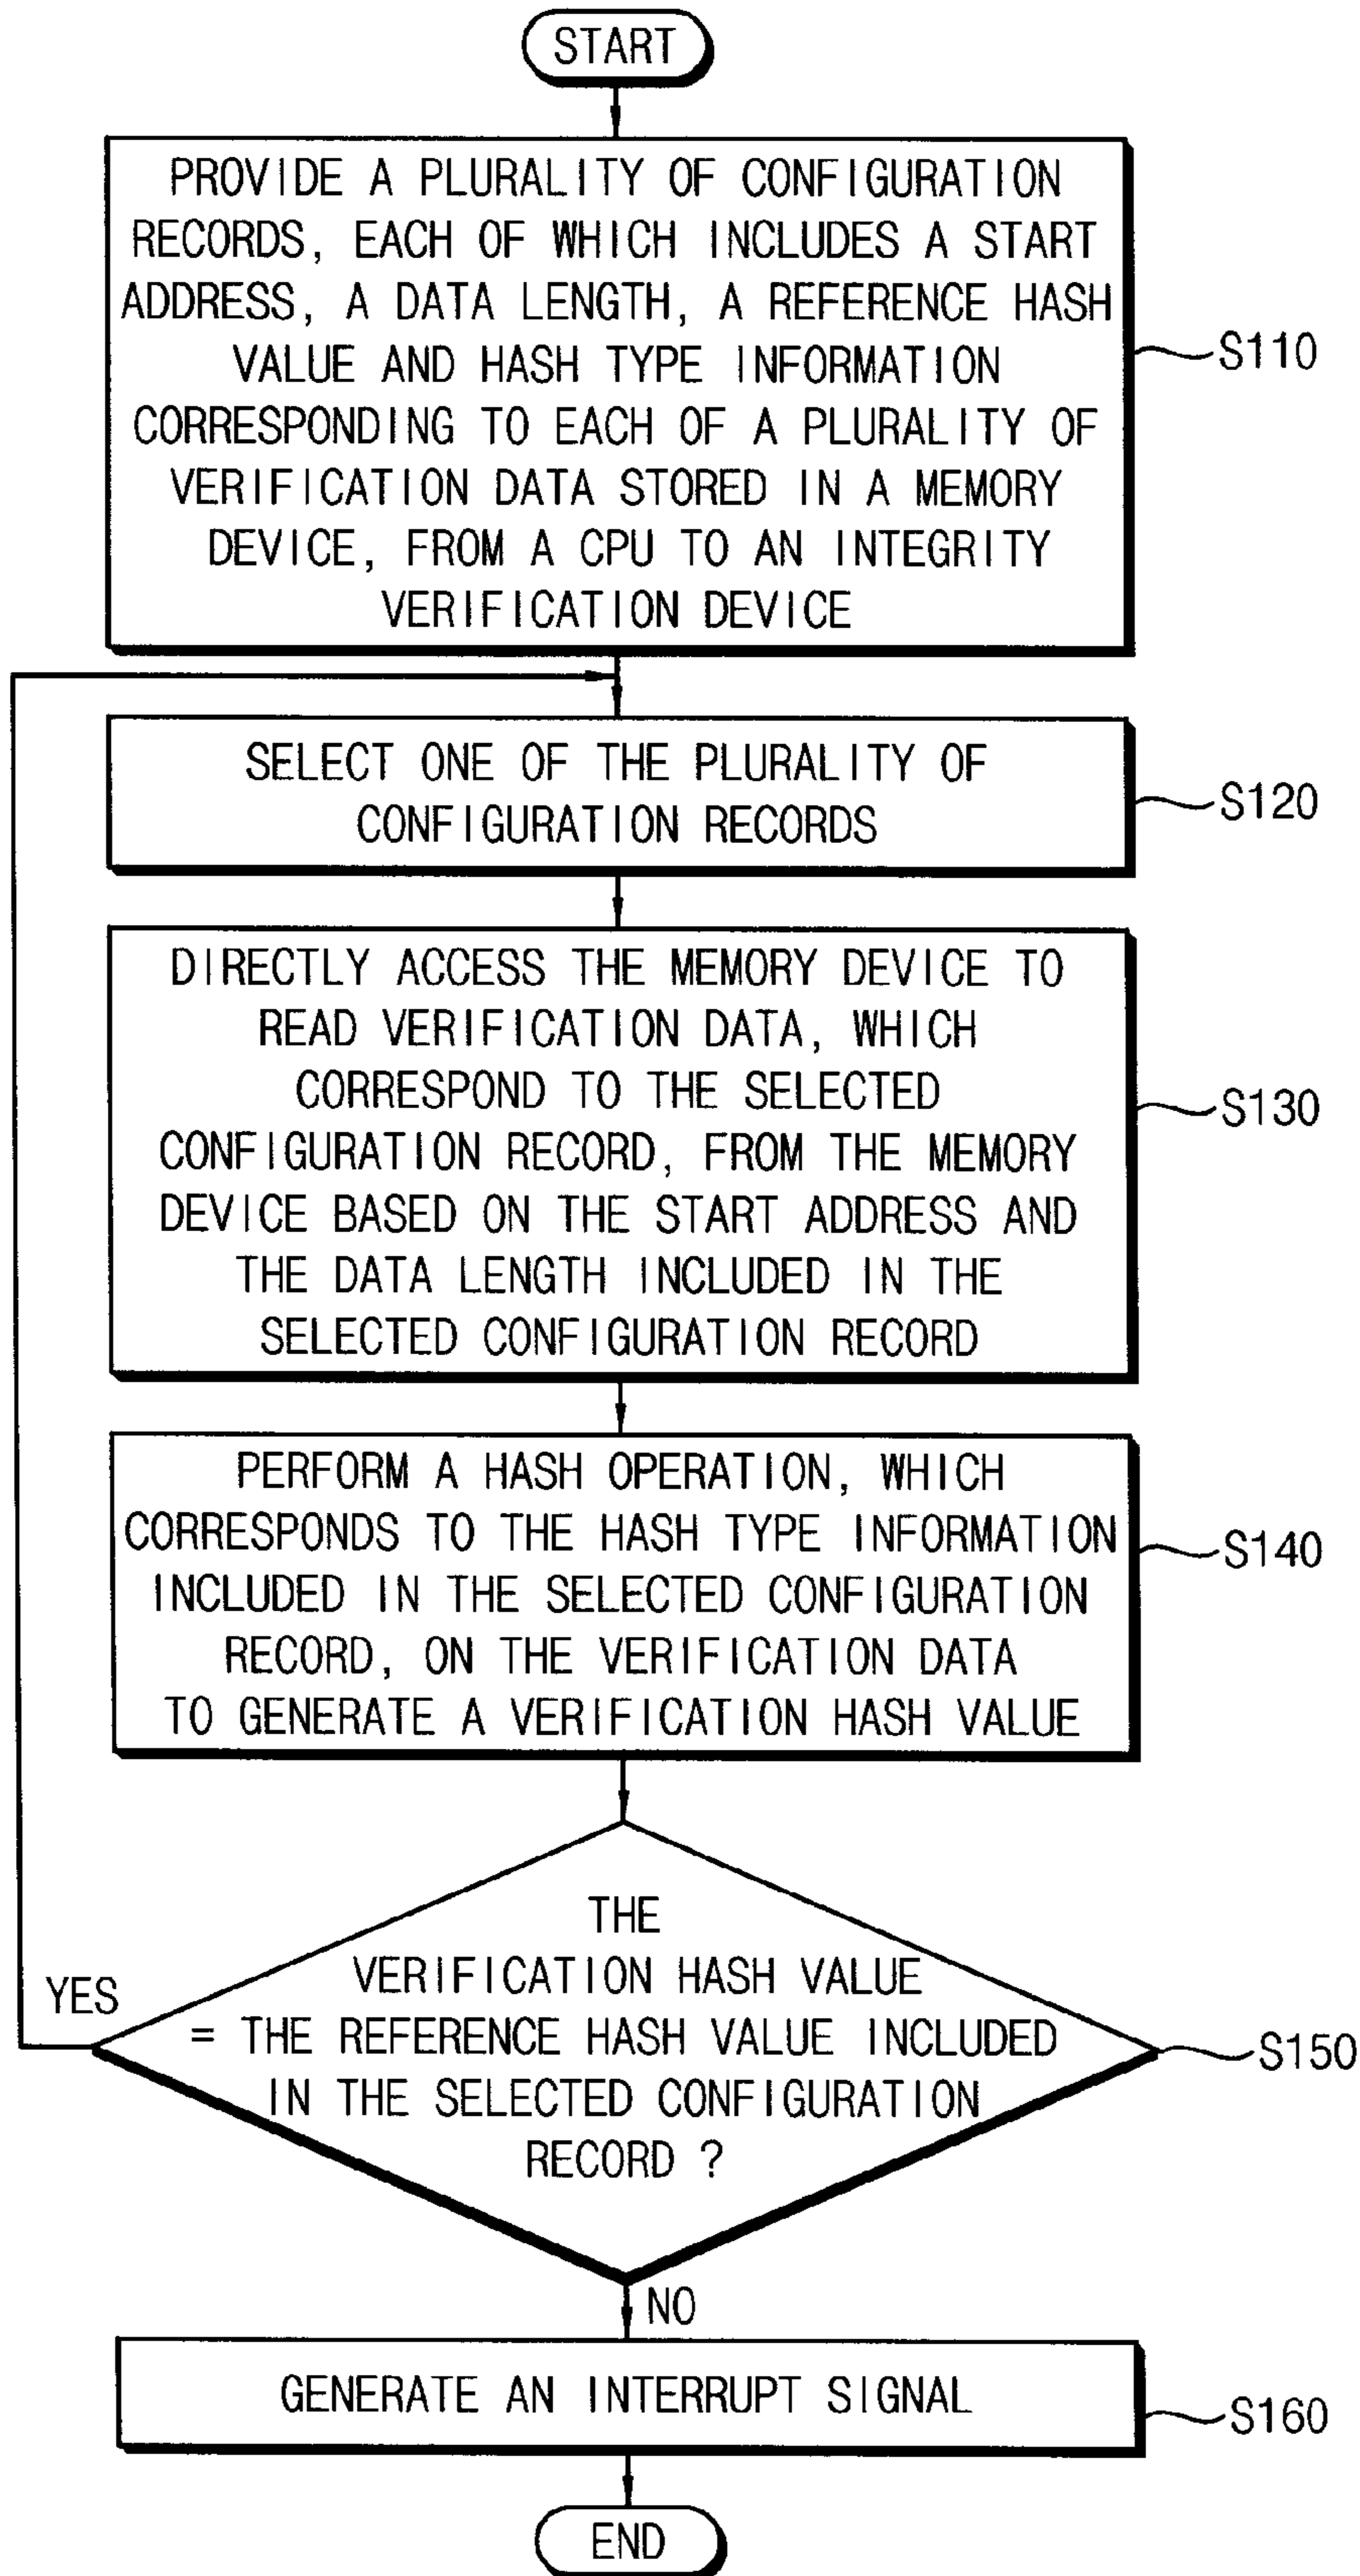 START
PROVIDE A PLURALITY OF CONFIGURATION
RECORDS, EACH OF WHICH INCLUDES A START
ADDRESS, A DATA LENGTH, A REFERENCE HASH
VALUE AND HASH TYPE INFORMATION
CORRESPONDING TO EACH OF A PLURALITY OF
VERIFICATION DATA STORED IN A MEMORY
DEVICE, FROM A CPU TO AN INTEGRITY
VERIFICATION DEVICE
S110
SELECT ONE OF THE PLURALITY OF
CONFIGURATION RECORDS
S120
DIRECTLY ACCESS THE MEMORY DEVICE TO
READ VERIFICATION DATA, WHICH
CORRESPOND TO THE SELECTED
CONFIGURATION RECORD, FROM THE MEMORY
DEVICE BASED ON THE START ADDRESS AND
THE DATA LENGTH INCLUDED IN THE
SELECTED CONFIGURATION RECORD
S130
PERFORM A HASH OPERATION, WHICH
CORRESPONDS TO THE HASH TYPE INFORMATION
INCLUDED IN THE SELECTED CONFIGURATION
RECORD, ON THE VERIFICATION DATA
TO GENERATE A VERIFICATION HASH VALUE
S140
THE
VERIFICATION HASH VALUE
= THE REFERENCE HASH VALUE INCLUDED
IN THE SELECTED CONFIGURATION
RECORD ?
S150
YES
NO
GENERATE AN INTERRUPT SIGNAL
S160
END